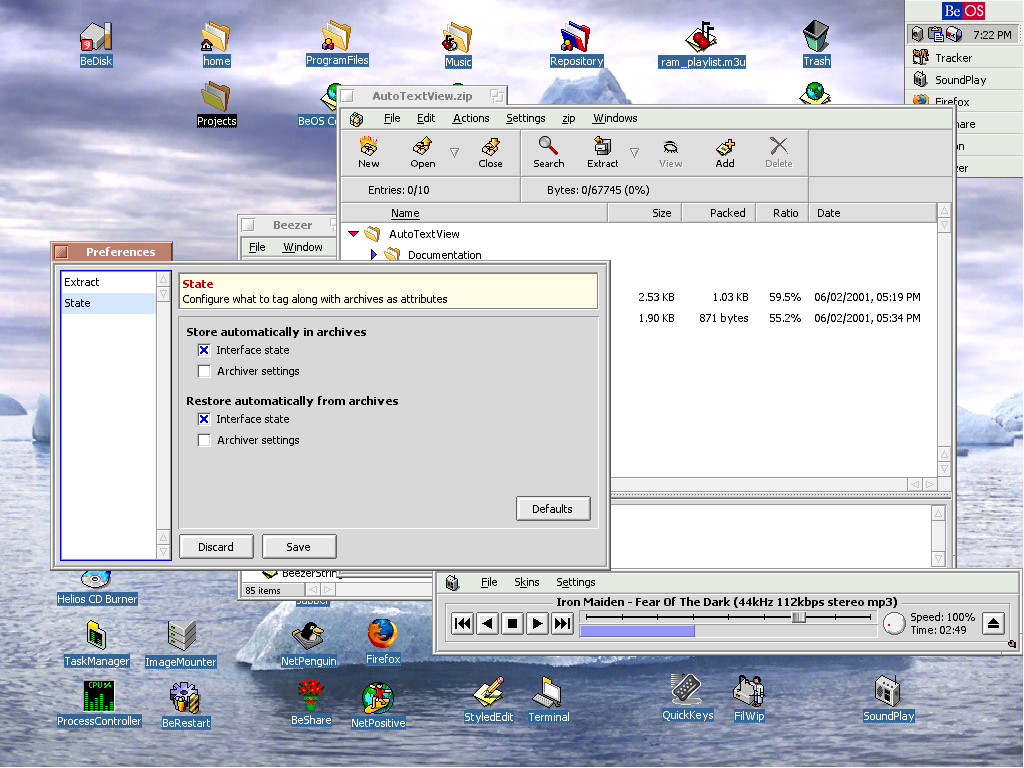 BeOS
7:22 PM
Tracker
SoundPlay
Firefox
BeDisk
home
ProgramFiles
Music
Repository
ram_playlist.m3u
Trash
Projects
BeOS
AutoTextView.zip
File Edit Actions Settings zip Windows
New Open Close Search Extract View Add Delete
Entries: 0/10 Bytes: 0/67745 (0%)
Name Size Packed Ratio Date
AutoTextView
Documentation
2.53 KB 1.03 KB 59.5% 06/02/2001, 05:19 PM
1.90 KB 871 bytes 55.2% 06/02/2001, 05:34 PM
Beezer
File Window
85 items
Preferences
Extract
State
State
Configure what to tag along with archives as attributes
Store automatically in archives
Interface state
Archiver settings
Restore automatically from archives
Interface state
Archiver settings
Defaults
Discard Save
File Skins Settings
Iron Maiden - Fear Of The Dark (44kHz 112kbps stereo mp3)
Speed: 100%
Time: 02:49
Helios CD Burner
TaskManager
ImageMounter
NetPenguin
Firefox
CPU
ProcessController
BeRestart
BeShare
NetPositive
StyledEdit
Terminal
QuickKeys
FilWip
SoundPlay